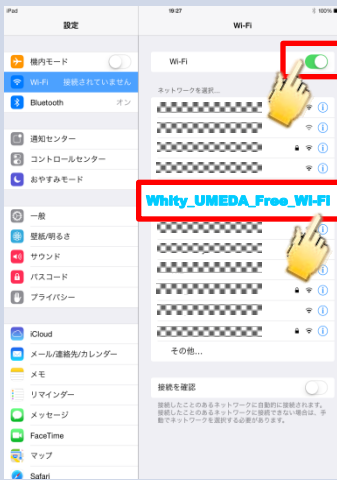 iPad
19:27
100%
設定
Wi-Fi
機内モード
Wi-Fi 接続されていません
Bluetooth オン
通知センター
コントロールセンター
おやすみモード
一般
壁紙/明るさ
サウンド
パスコード
プライバシー
iCloud
メール/連絡先/カレンダー
メモ
リマインダー
メッセージ
FaceTime
マップ
Safari
Wi-Fi
ネットワークを選択...
Whity_UMEDA_Free_Wi-Fi
その他...
接続を確認
接続したことのあるネットワークに自動的に接続されます。
接続したことのあるネットワークに接続できない場合は、手
動でネットワークを選択する必要があります。